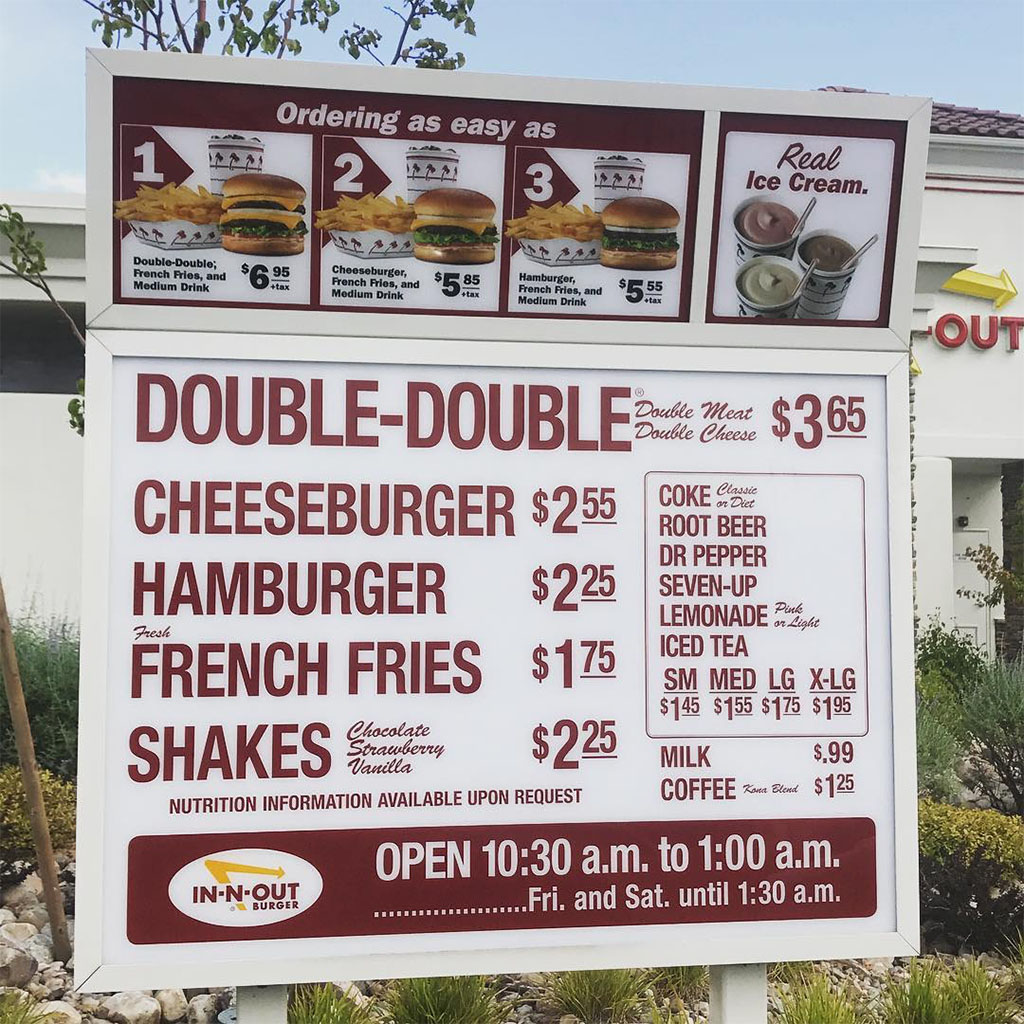 Ordering as easy as
1
Double-Double,
French Fries, and
Medium Drink
$6 95
+tax
2
Cheeseburger,
French Fries, and
Medium Drink
$5 85
+tax
3
Hamburger,
French Fries, and
Medium Drink
$5 55
+tax
Real
Ice Cream.
-OUT
DOUBLE-DOUBLE® Double Meat Double Cheese $3 65
CHEESEBURGER $2 55
HAMBURGER $2 25
Fresh
FRENCH FRIES $1 75
SHAKES Chocolate Strawberry Vanilla $2 25
NUTRITION INFORMATION AVAILABLE UPON REQUEST
COKE Classic or Diet
ROOT BEER
DR PEPPER
SEVEN-UP
LEMONADE Pink or Light
ICED TEA
SM MED LG X-LG
$1 45 $1 55 $1 75 $1 95
MILK $.99
COFFEE Kona Blend $1 25
IN-N-OUT
BURGER
OPEN 10:30 a.m. to 1:00 a.m.
......................Fri. and Sat. until 1:30 a.m.